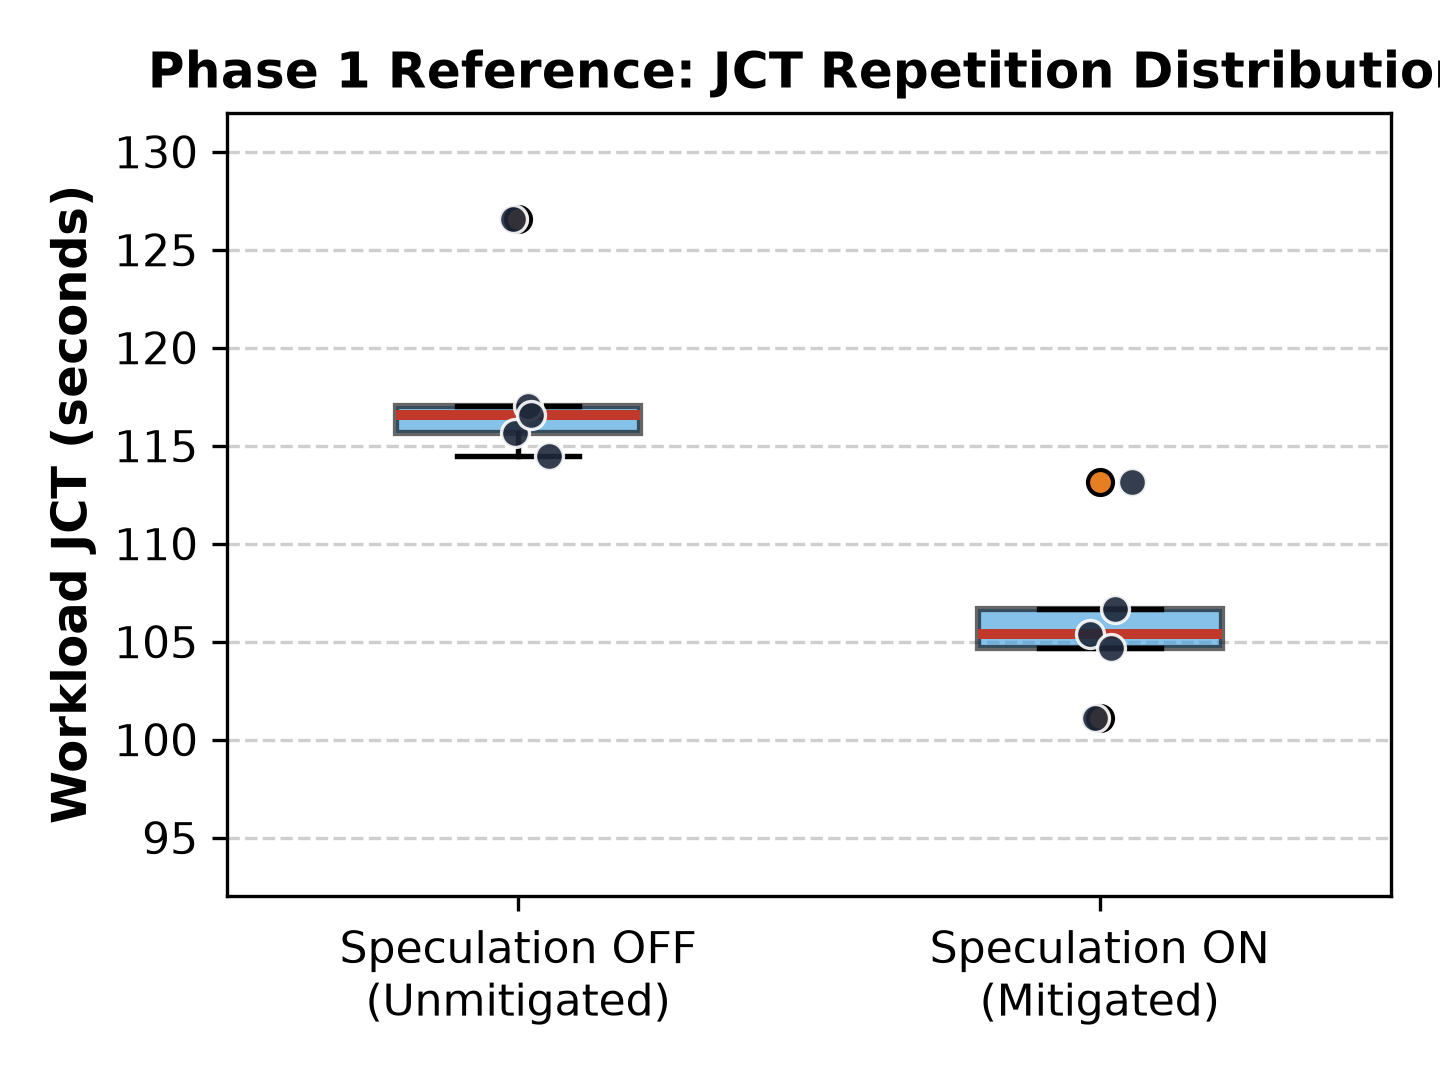 Phase 1 Reference: JCT Repetition Distributio
Workload JCT (seconds)
130
125
120
115
110
105
100
95
Speculation OFF
(Unmitigated)
Speculation ON
(Mitigated)